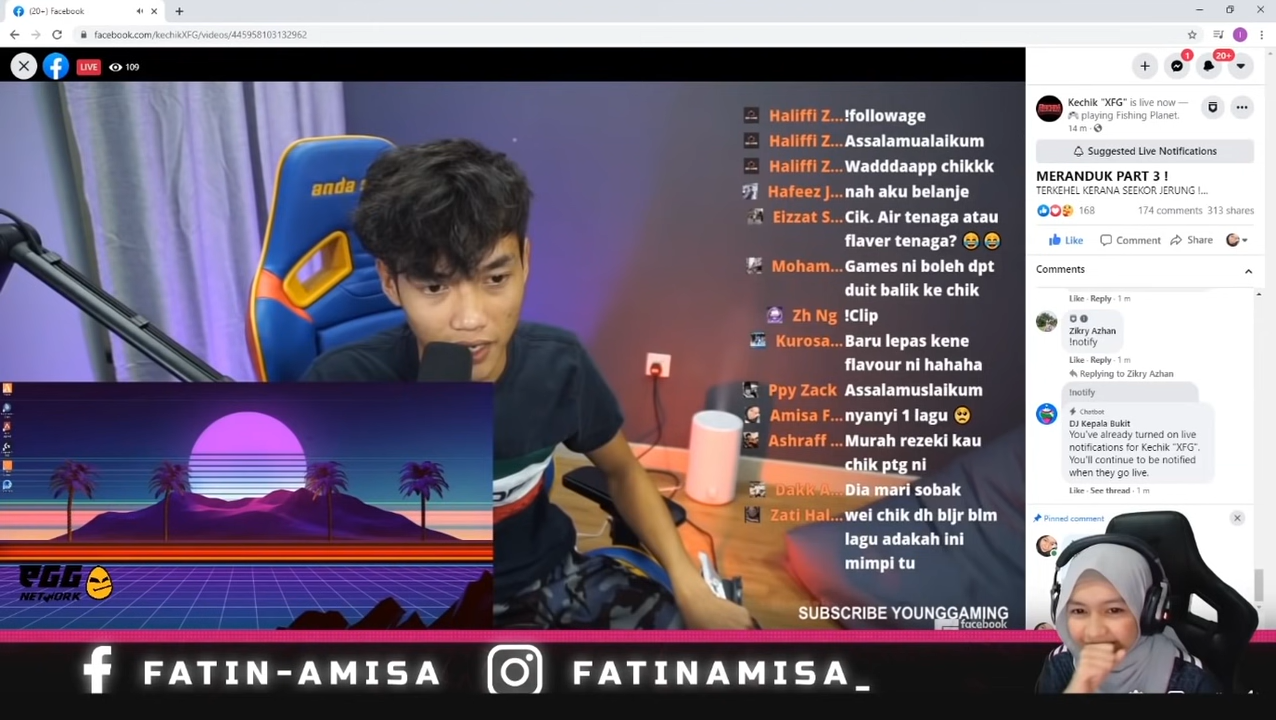 (20+) Facebook
facebook.com/kechikXFG/videos/445958103132962
LIVE
109
anda
Haliffi Z... !followage
Haliffi Z... Assalamualaikum
Haliffi Z... Wadddaapp chikkk
Hafeez J... nah aku belanje
Eizzat S... Cik. Air tenaga atau
flaver tenaga? 😂 😂
Moham... Games ni boleh dpt
duit balik ke chik
Zh Ng !Clip
Kurosa... Baru lepas kene
flavour ni hahaha
Ppy Zack Assalamuslaikum
Amisa F... nyanyi 1 lagu 🥺
Ashraff ... Murah rezeki kau
chik ptg ni
Dakk A... Dia mari sobak
Zati Hal... wei chik dh bljr blm
lagu adakah ini
mimpi tu
SUBSCRIBE YOUNGGAMING
facebook
EGG
NETWORK
1
20+
Kechik "XFG" is live now —
🎮 playing Fishing Planet.
14 m ·
Suggested Live Notifications
MERANDUK PART 3 !
TERKEHEL KERANA SEEKOR JERUNG !...
168
174 comments 313 shares
Like Comment Share
Comments
Like · Reply · 1 m
Zikry Azhan
!notify
Like · Reply · 1 m
Replying to Zikry Azhan
!notify
Chatbot
DJ Kepala Bukit
You've already turned on live
notifications for Kechik "XFG".
You'll continue to be notified
when they go live.
Like · See thread · 1 m
Pinned comment
FATIN-AMISA
FATINAMISA_